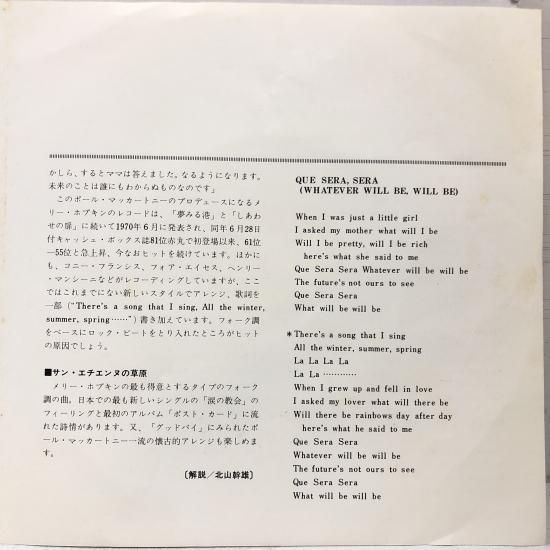 かしら、するとママは答えました。なるようになります。
未来のことは誰にもわからぬものなのです」
このポール・マッカートニーのプロデュースになるメ
リー・ホプキンのレコードは、「夢みる港」と「しあわ
せの扉」に続いて1970年6月に発表され、同年6月28日
付キャッシュ・ボックス誌81位赤丸で初登場以来、61位
—55位と急上昇、今なおヒットを続けています。ほかに
も、コニー・フランシス、フォア・エイセス、ヘンリー
・マンシーニなどがレコーディングしていますが、ここ
ではこれまでにない新しいスタイルでアレンジ、歌詞を
一部（“There's a song that I sing, All the winter,
summer, spring……”）書き加えています。フォーク調
をベースにロック・ビートをとり入れたところがヒット
の原因でしょう。
■サン・エチエンヌの草原
メリー・ホプキンの最も得意とするタイプのフォーク
調の曲。日本での最も新しいシングルの「涙の教会」の
フィーリングと最初のアルバム「ポスト・カード」に流
れた詩情があります。又、「グッドバイ」にみられたポ
ール・マッカートニー一流の懐古的アレンジも楽しめま
す。
〔解説／北山幹雄〕
QUE SERA, SERA
(WHATEVER WILL BE, WILL BE)
When I was just a little girl
I asked my mother what will I be
Will I be pretty, will I be rich
here's what she said to me
Que Sera Sera Whatever will be will be
The future's not ours to see
Que Sera Sera
What will be will be
*There's a song that I sing
All the winter, summer, spring
La La La La
La La …………
When I grew up and fell in love
I asked my lover what will there be
Will there be rainbows day after day
here's what he said to me
Que Sera Sera
Whatever will be will be
The future's not ours to see
Que Sera Sera
What will be will be